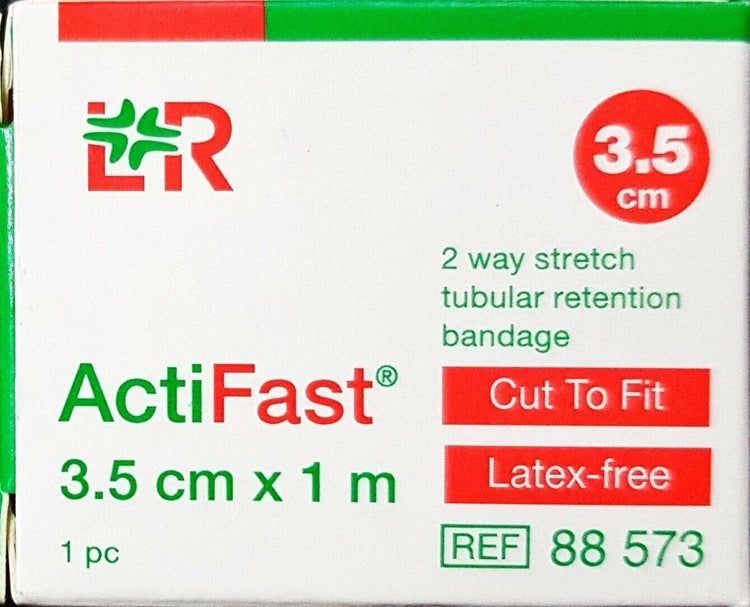 L&R
3.5
cm
2 way stretch
tubular retention
bandage
ActiFast®
3.5 cm x 1 m
1 pc
Cut To Fit
Latex-free
REF 88 573